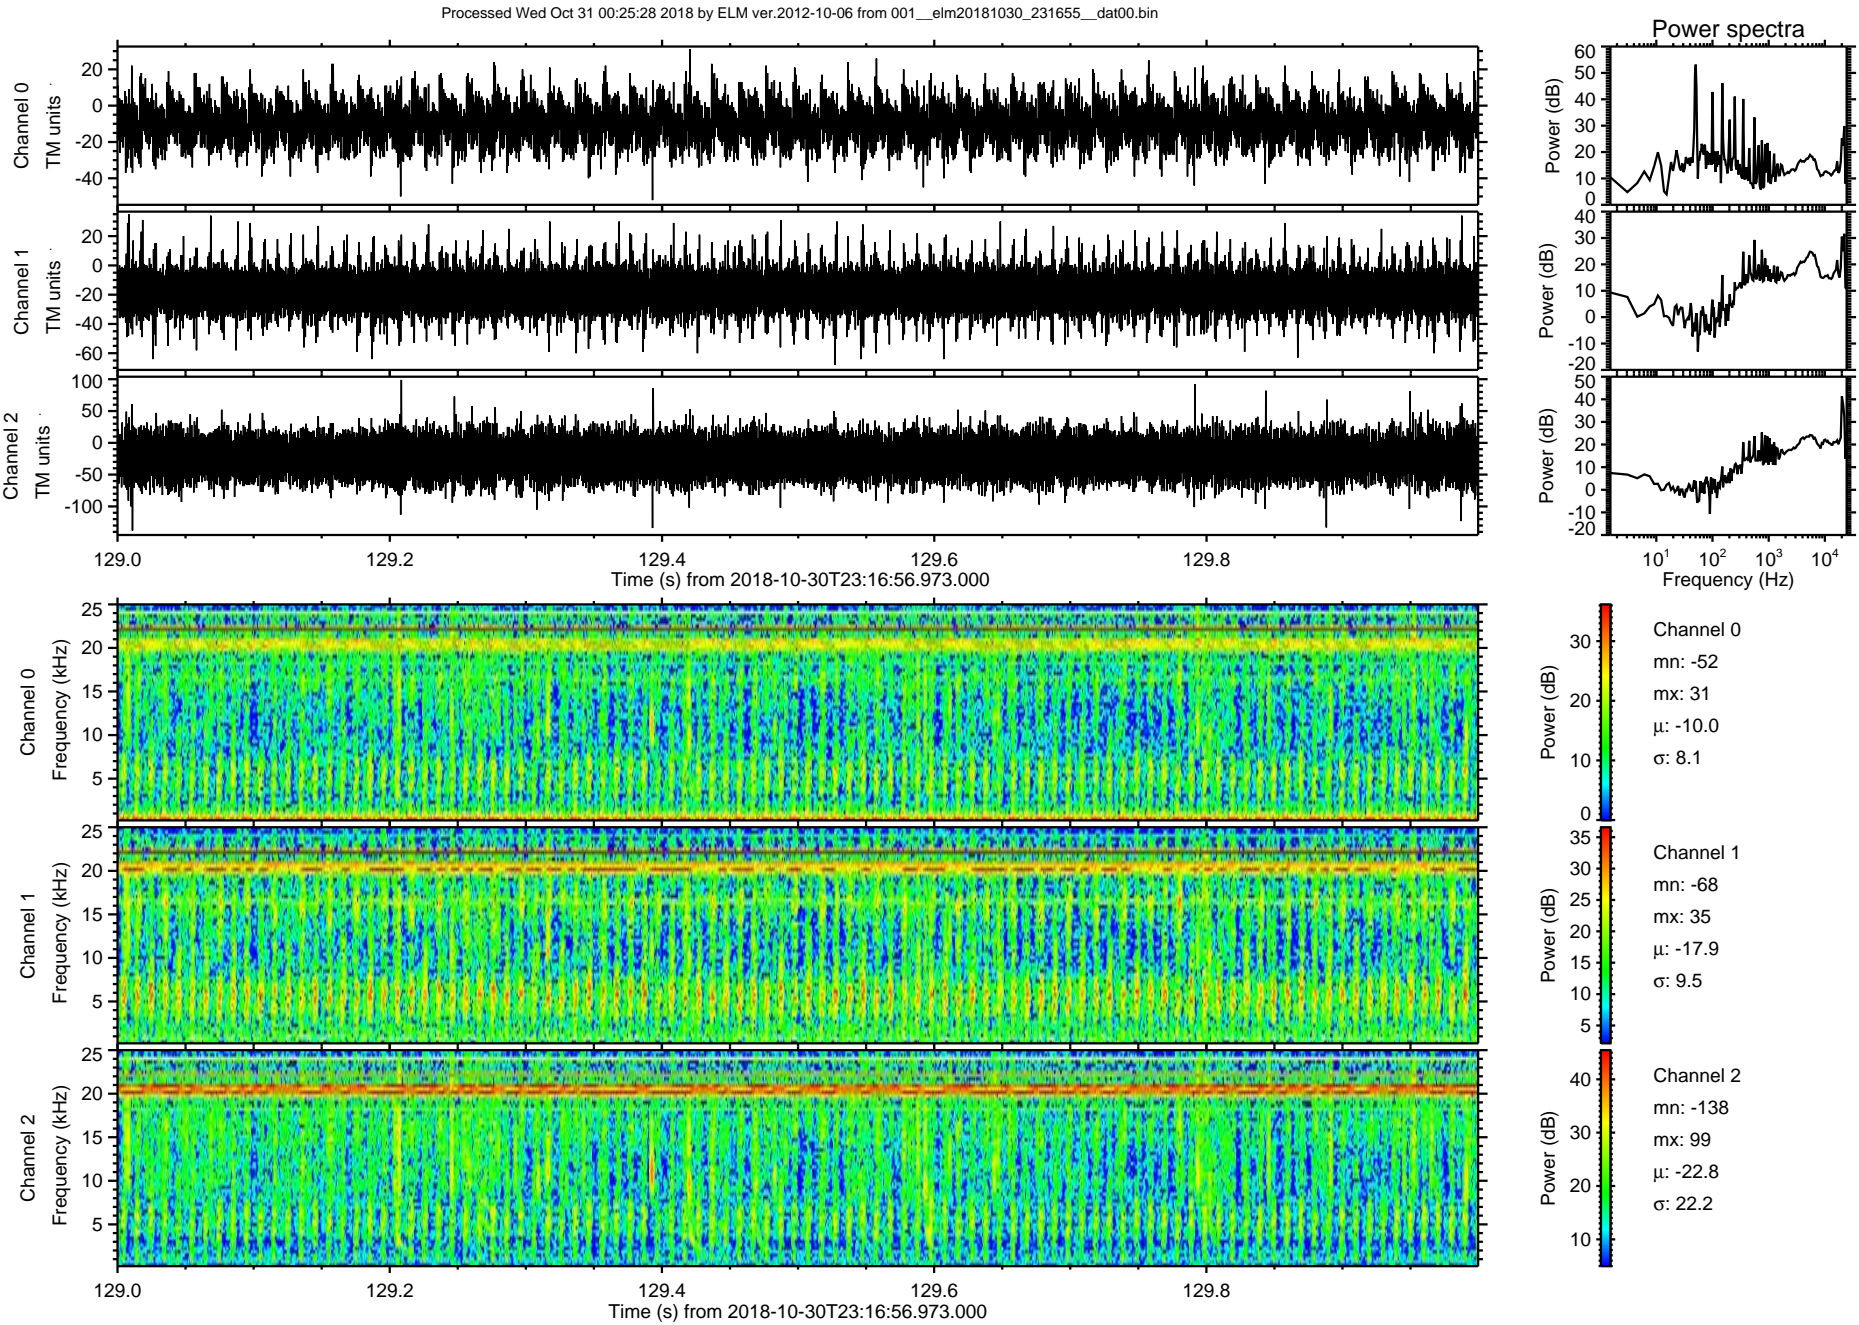 Processed Wed Oct 31 00:25:28 2018 by ELM ver.2012-10-06 from 001__elm20181030_231655__dat00.bin
Power spectra
Channel 0
TM units
20
0
-20
-40
Power (dB)
60
50
40
30
20
10
0
Channel 1
TM units
20
0
-20
-40
-60
Power (dB)
40
30
20
10
0
-10
-20
Channel 2
TM units
100
50
0
-50
-100
Power (dB)
50
40
30
20
10
0
-10
-20
129.0 129.2 129.4 129.6 129.8
Time (s) from 2018-10-30T23:16:56.973.000
10¹ 10² 10³ 10⁴
Frequency (Hz)
Channel 0
Frequency (kHz)
25
20
15
10
5
Power (dB)
30
20
10
0
Channel 0
mn: -52
mx: 31
µ: -10.0
σ: 8.1
Channel 1
Frequency (kHz)
25
20
15
10
5
Power (dB)
35
30
25
20
15
10
5
Channel 1
mn: -68
mx: 35
µ: -17.9
σ: 9.5
Channel 2
Frequency (kHz)
25
20
15
10
5
Power (dB)
40
30
20
10
Channel 2
mn: -138
mx: 99
µ: -22.8
σ: 22.2
129.0 129.2 129.4 129.6 129.8
Time (s) from 2018-10-30T23:16:56.973.000